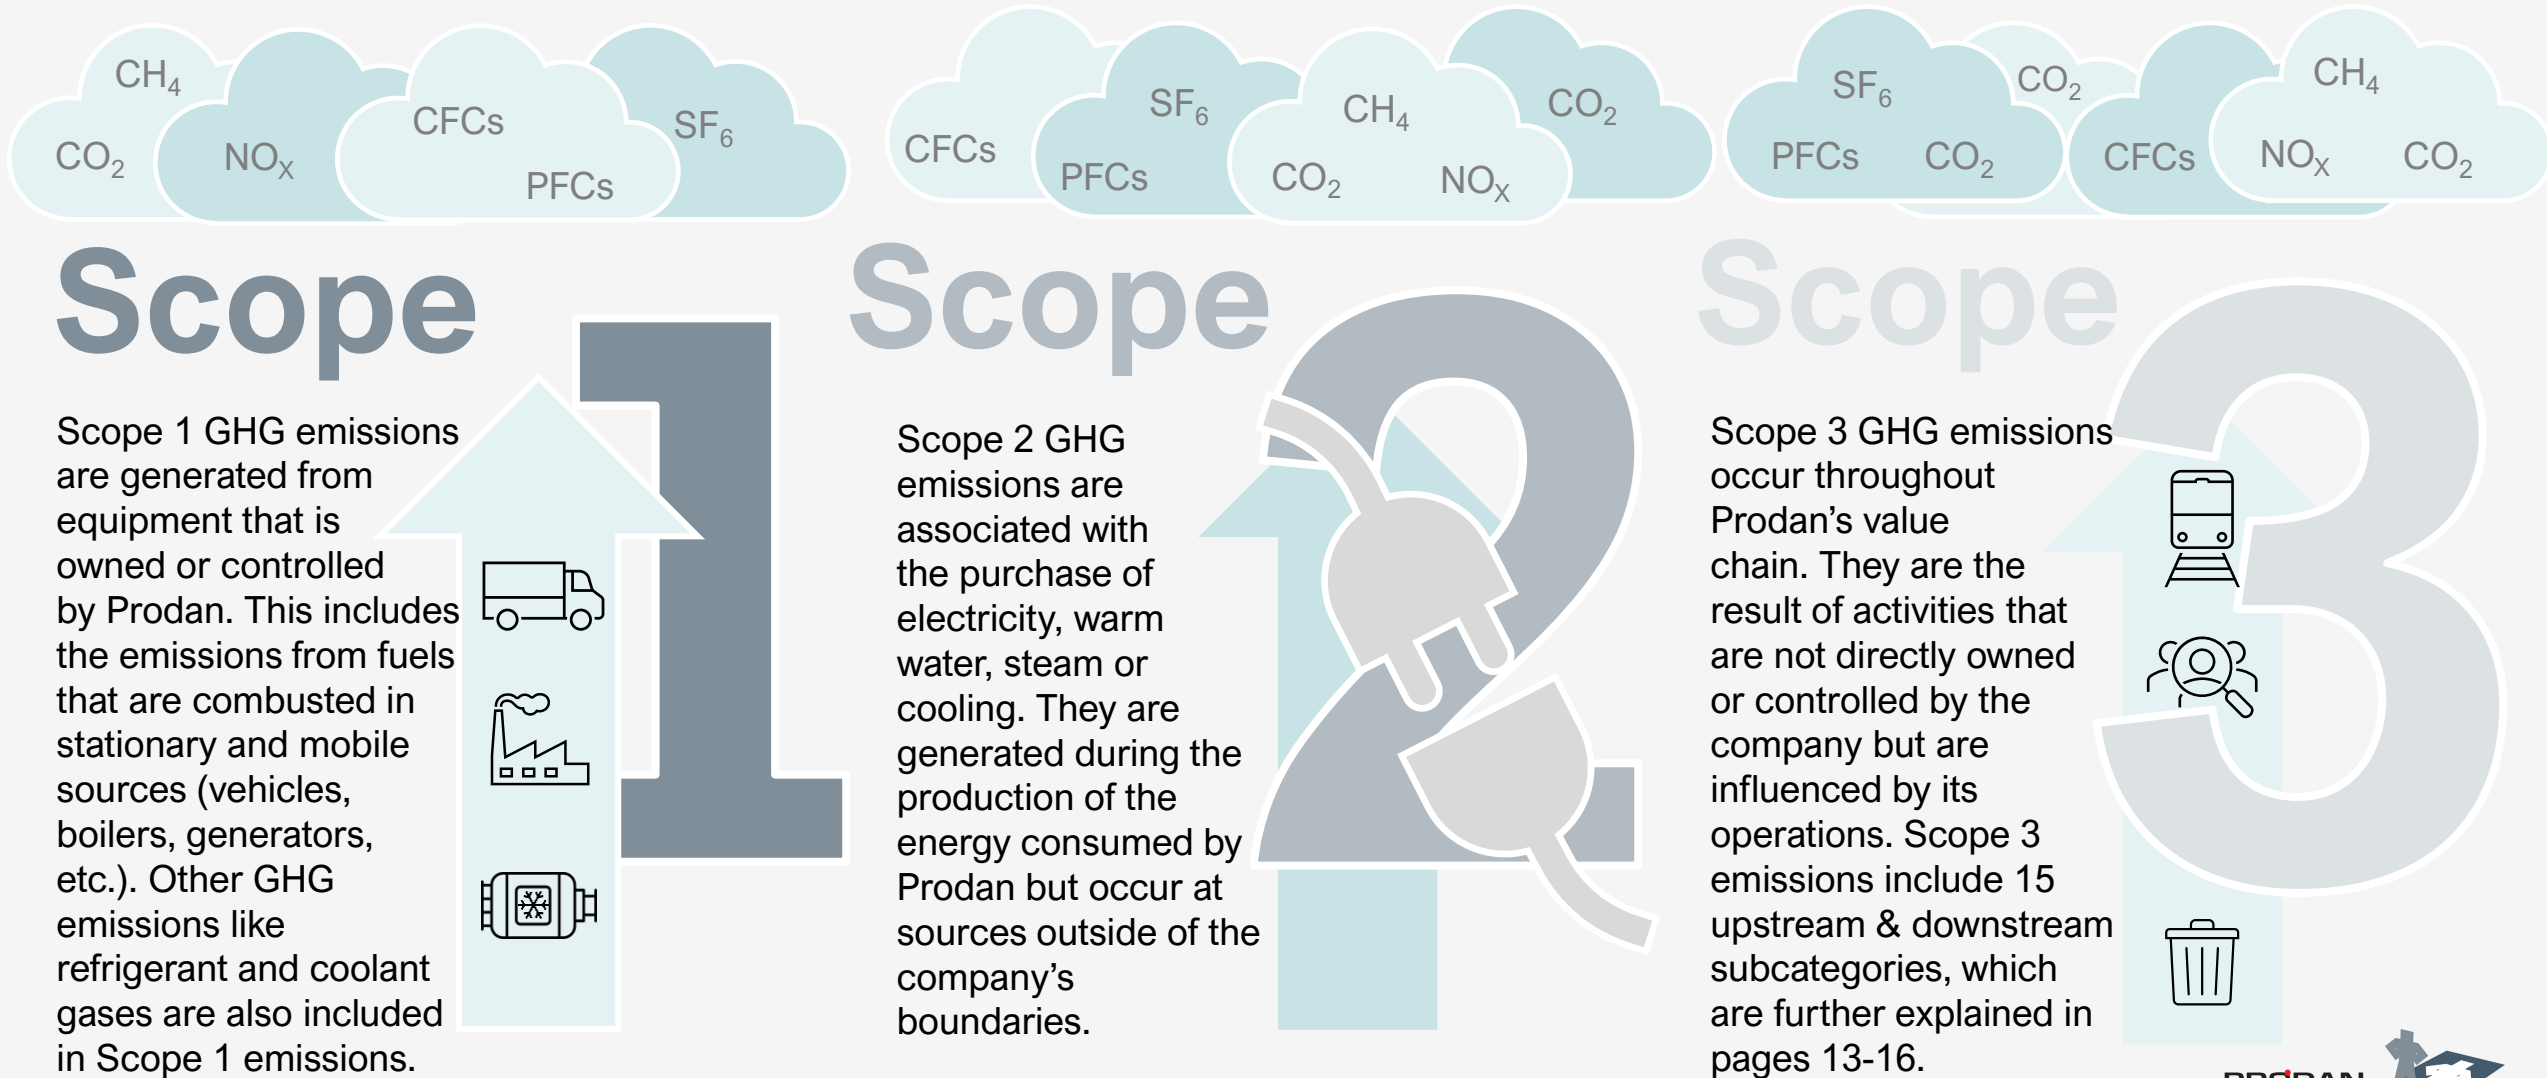 CH₄
CO₂
NOₓ
CFCs
PFCs
SF₆
CFCs
SF₆
PFCs
CH₄
CO₂
NOₓ
CO₂
SF₆
PFCs
CO₂
CO₂
CFCs
CH₄
NOₓ
CO₂
Scope
1
Scope 1 GHG emissions
are generated from
equipment that is
owned or controlled
by Prodan. This includes
the emissions from fuels
that are combusted in
stationary and mobile
sources (vehicles,
boilers, generators,
etc.). Other GHG
emissions like
refrigerant and coolant
gases are also included
in Scope 1 emissions.
Scope
2
Scope 2 GHG
emissions are
associated with
the purchase of
electricity, warm
water, steam or
cooling. They are
generated during the
production of the
energy consumed by
Prodan but occur at
sources outside of the
company’s
boundaries.
Scope
3
Scope 3 GHG emissions
occur throughout
Prodan’s value
chain. They are the
result of activities that
are not directly owned
or controlled by the
company but are
influenced by its
operations. Scope 3
emissions include 15
upstream & downstream
subcategories, which
are further explained in
pages 13-16.
PRODAN